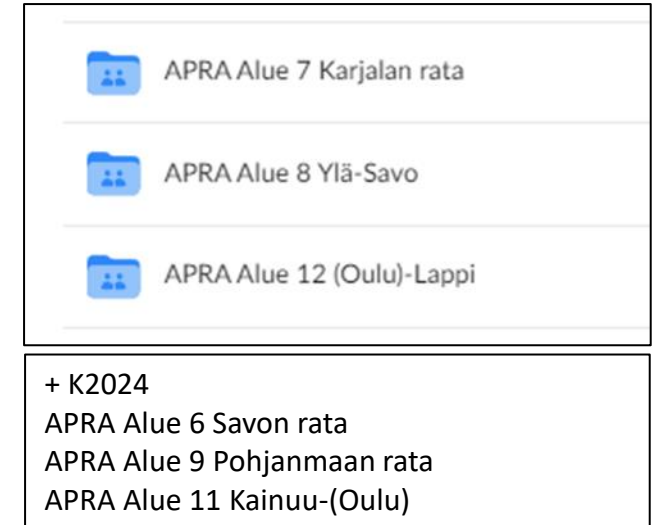 APRA Alue 7 Karjalan rata
APRA Alue 8 Ylä-Savo
APRA Alue 12 (Oulu)-Lappi
+ K2024
APRA Alue 6 Savon rata
APRA Alue 9 Pohjanmaan rata
APRA Alue 11 Kainuu-(Oulu)